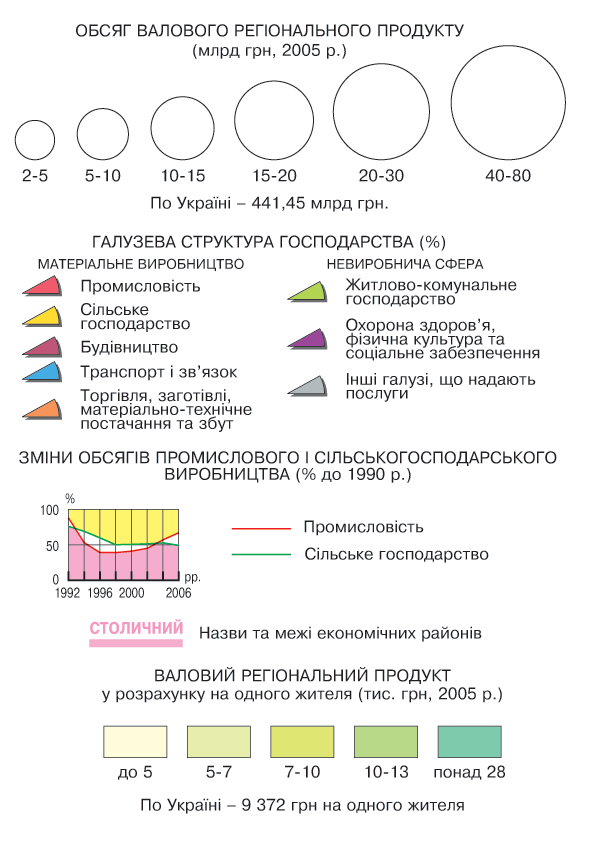 ОБСЯГ ВАЛОВОГО РЕГІОНАЛЬНОГО ПРОДУКТУ
(млрд грн, 2005 р.)
2-5 5-10 10-15 15-20 20-30 40-80
По Україні – 441,45 млрд грн.
ГАЛУЗЕВА СТРУКТУРА ГОСПОДАРСТВА (%)
МАТЕРІАЛЬНЕ ВИРОБНИЦТВО
Промисловість
Сільське
господарство
Будівництво
Транспорт і зв’язок
Торгівля, заготівлі,
матеріально-технічне
постачання та збут
НЕВИРОБНИЧА СФЕРА
Житлово-комунальне
господарство
Охорона здоров’я,
фізична культура та
соціальне забезпечення
Інші галузі, що надають
послуги
ЗМІНИ ОБСЯГІВ ПРОМИСЛОВОГО І СІЛЬСЬКОГОСПОДАРСЬКОГО
ВИРОБНИЦТВА (% до 1990 р.)
%
100
50
0
рр.
1992 1996 2000 2006
Промисловість
Сільське господарство
СТОЛИЧНИЙ Назви та межі економічних районів
ВАЛОВИЙ РЕГІОНАЛЬНИЙ ПРОДУКТ
у розрахунку на одного жителя (тис. грн, 2005 р.)
до 5 5-7 7-10 10-13 понад 28
По Україні – 9 372 грн на одного жителя